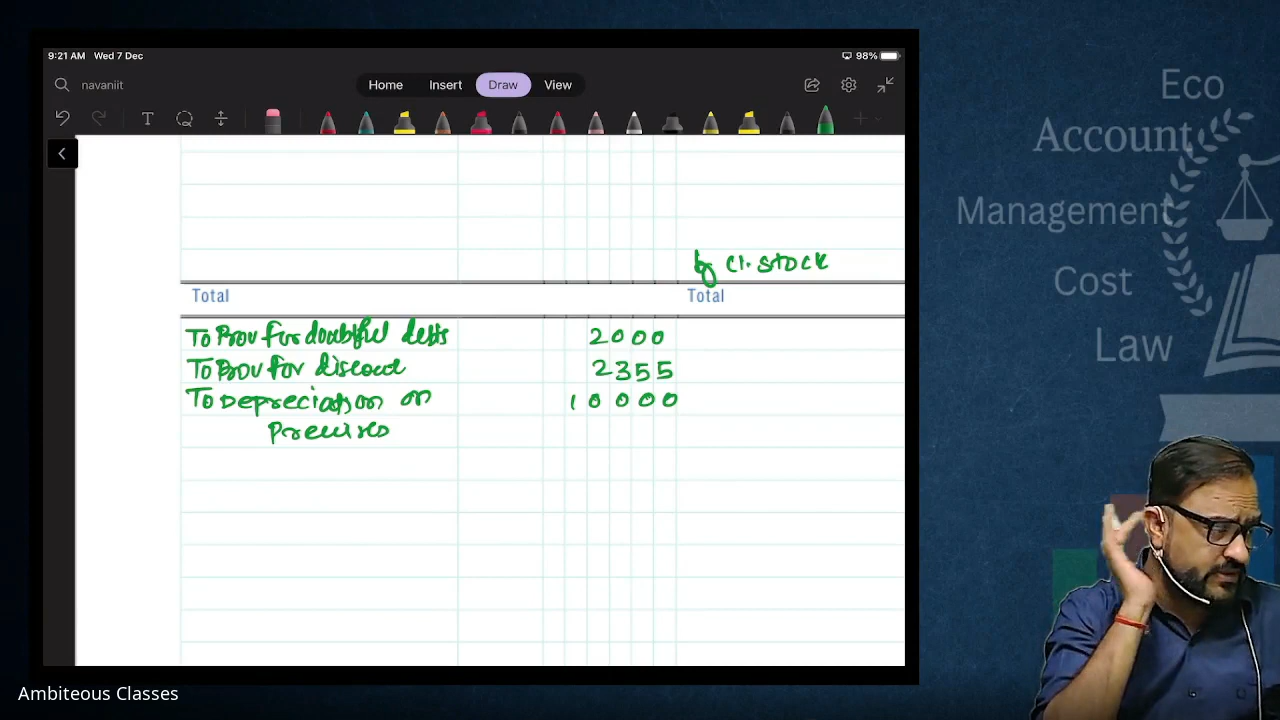 9:21 AM Wed 7 Dec
98%
navaniit
Home Insert Draw View
Eco
Account
Management
Cost
Law
by Cl. stock
Total Total
To Prov for doubtful debts 2000
To Prov for discout 2355
To Depreciation on 10000
Premises
Ambiteous Classes